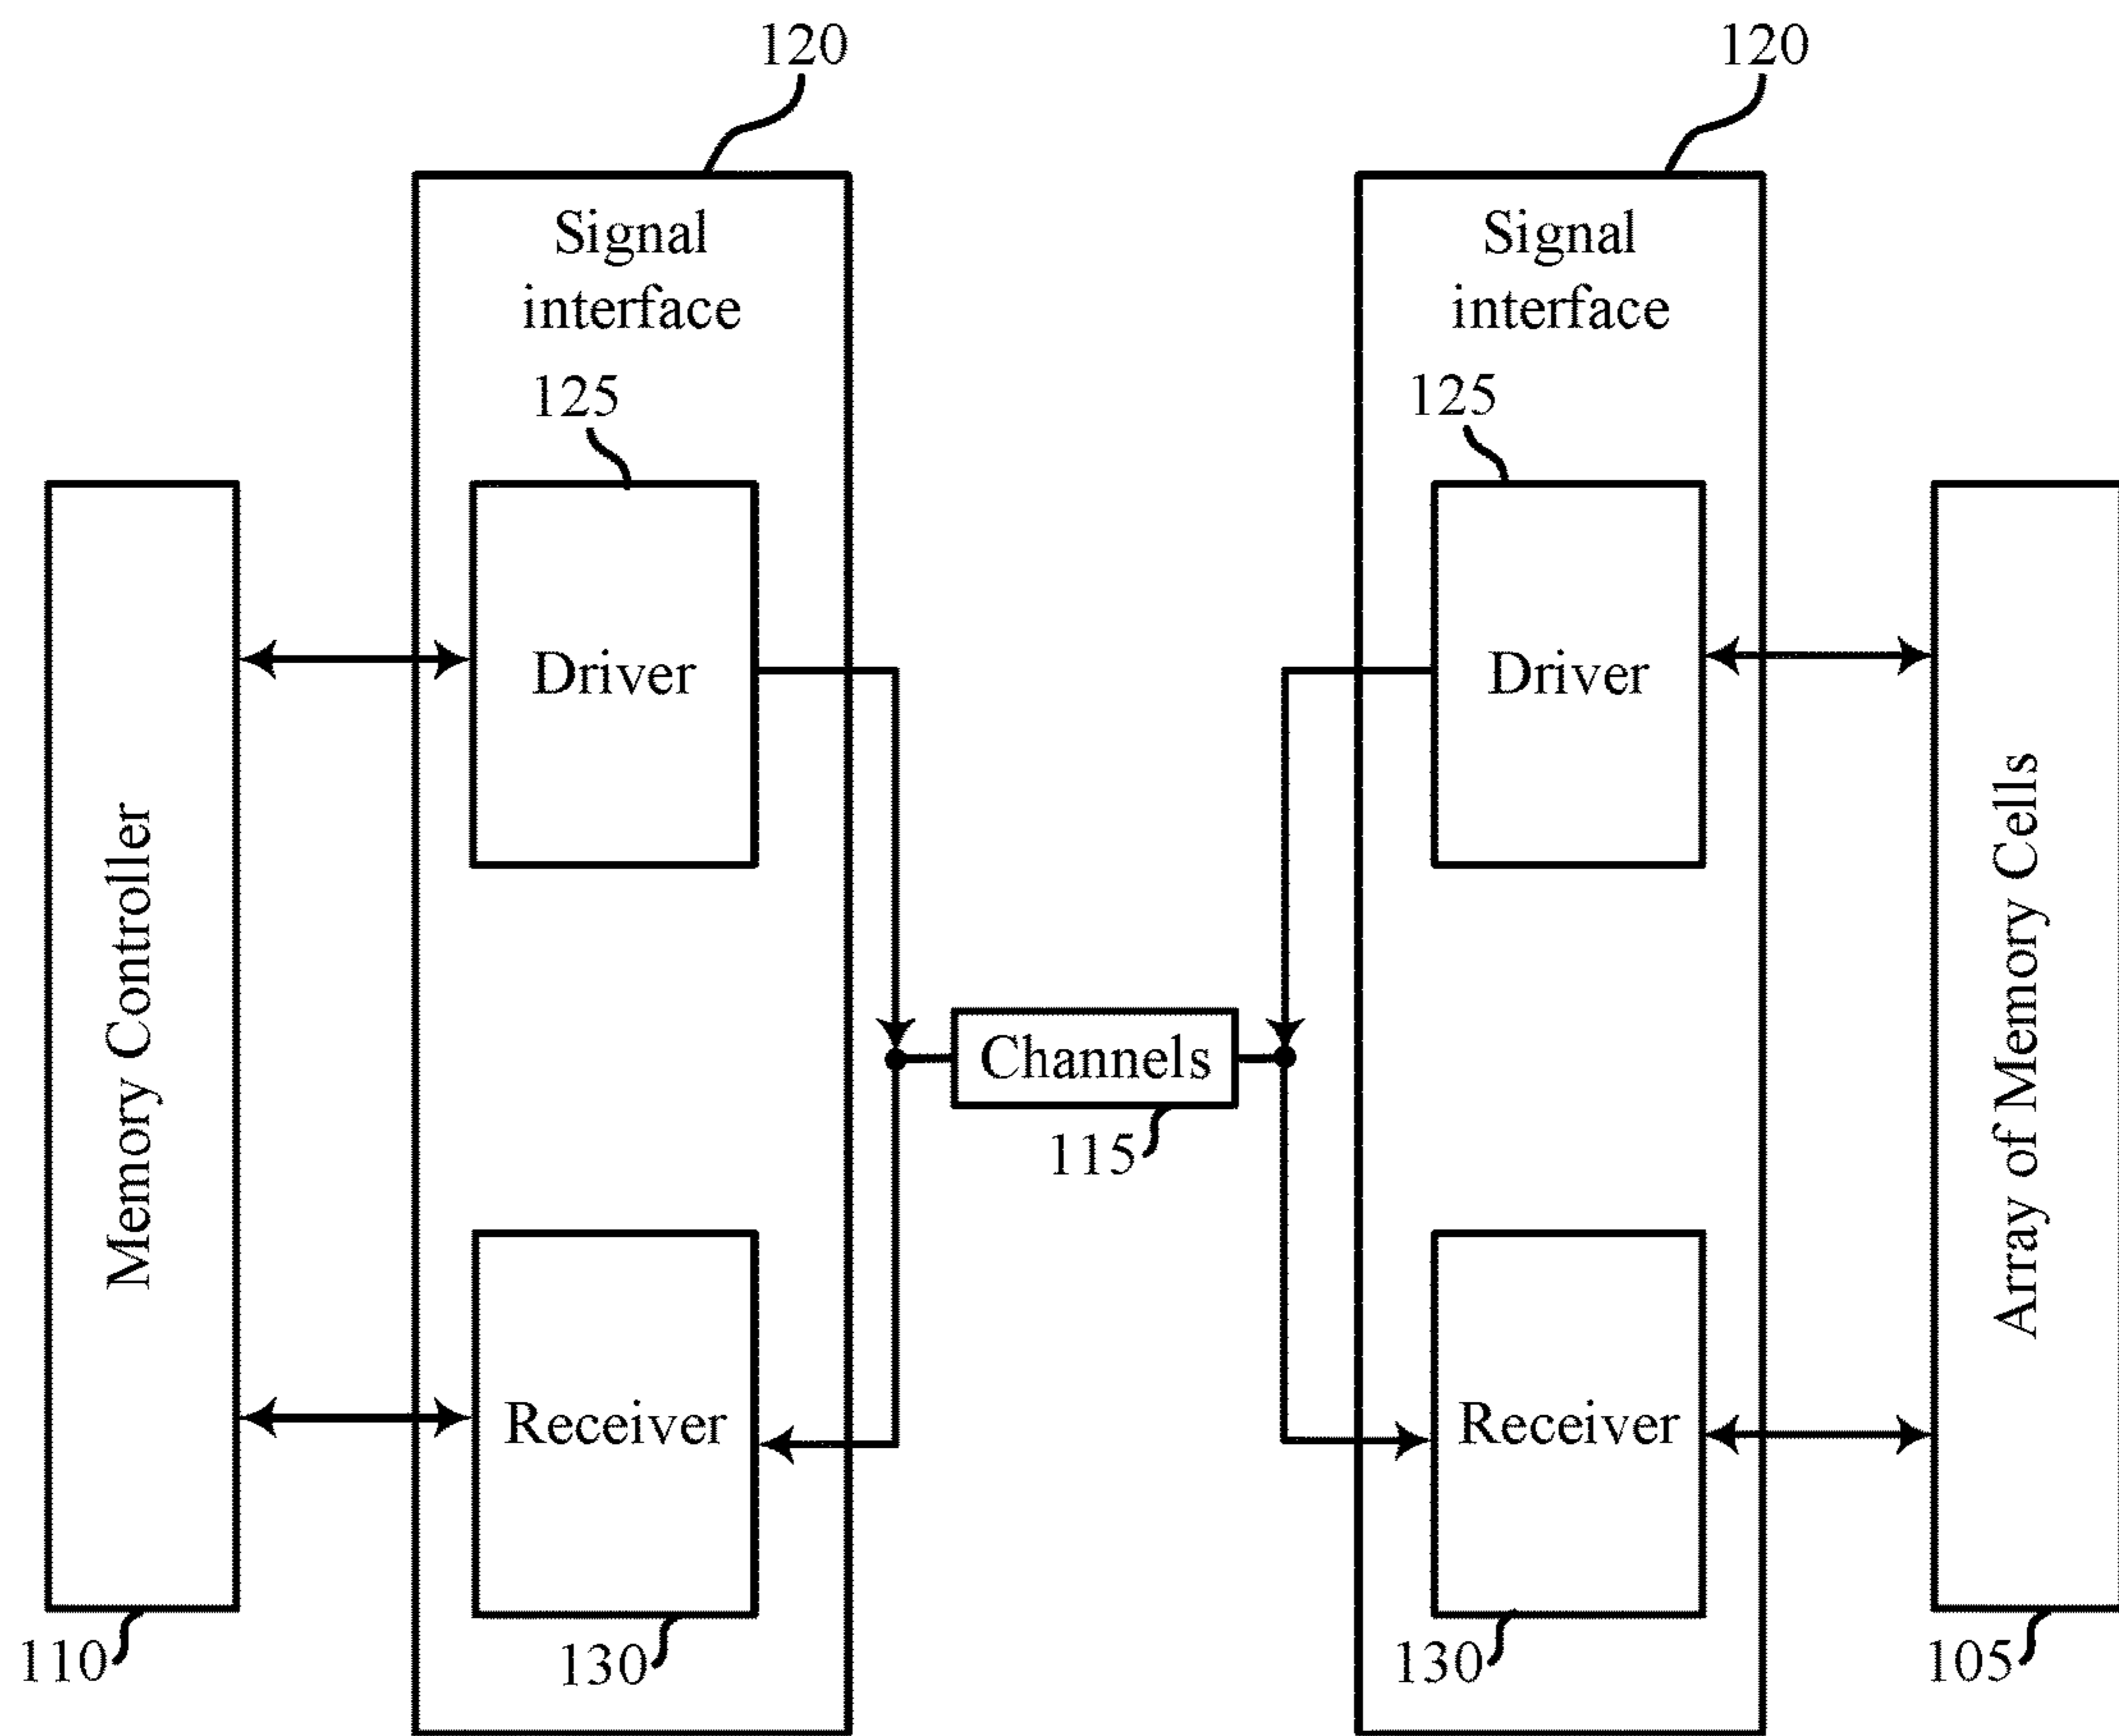 120
120
Signal
interface
Signal
interface
125
125
Driver
Driver
Memory Controller
Array of Memory Cells
Channels
115
Receiver
Receiver
110
130
130
105